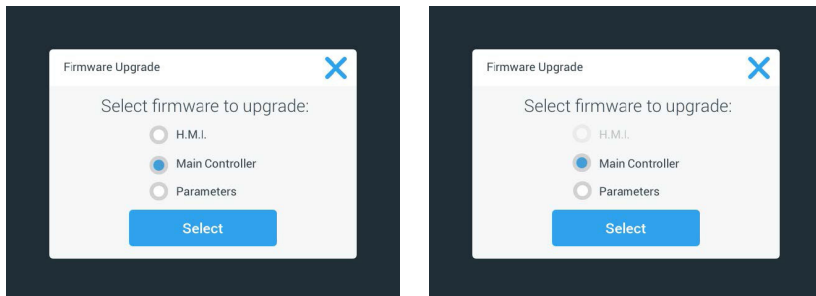 Firmware Upgrade
Select firmware to upgrade:
H.M.I.
Main Controller
Parameters
Select
Firmware Upgrade
Select firmware to upgrade:
H.M.I.
Main Controller
Parameters
Select